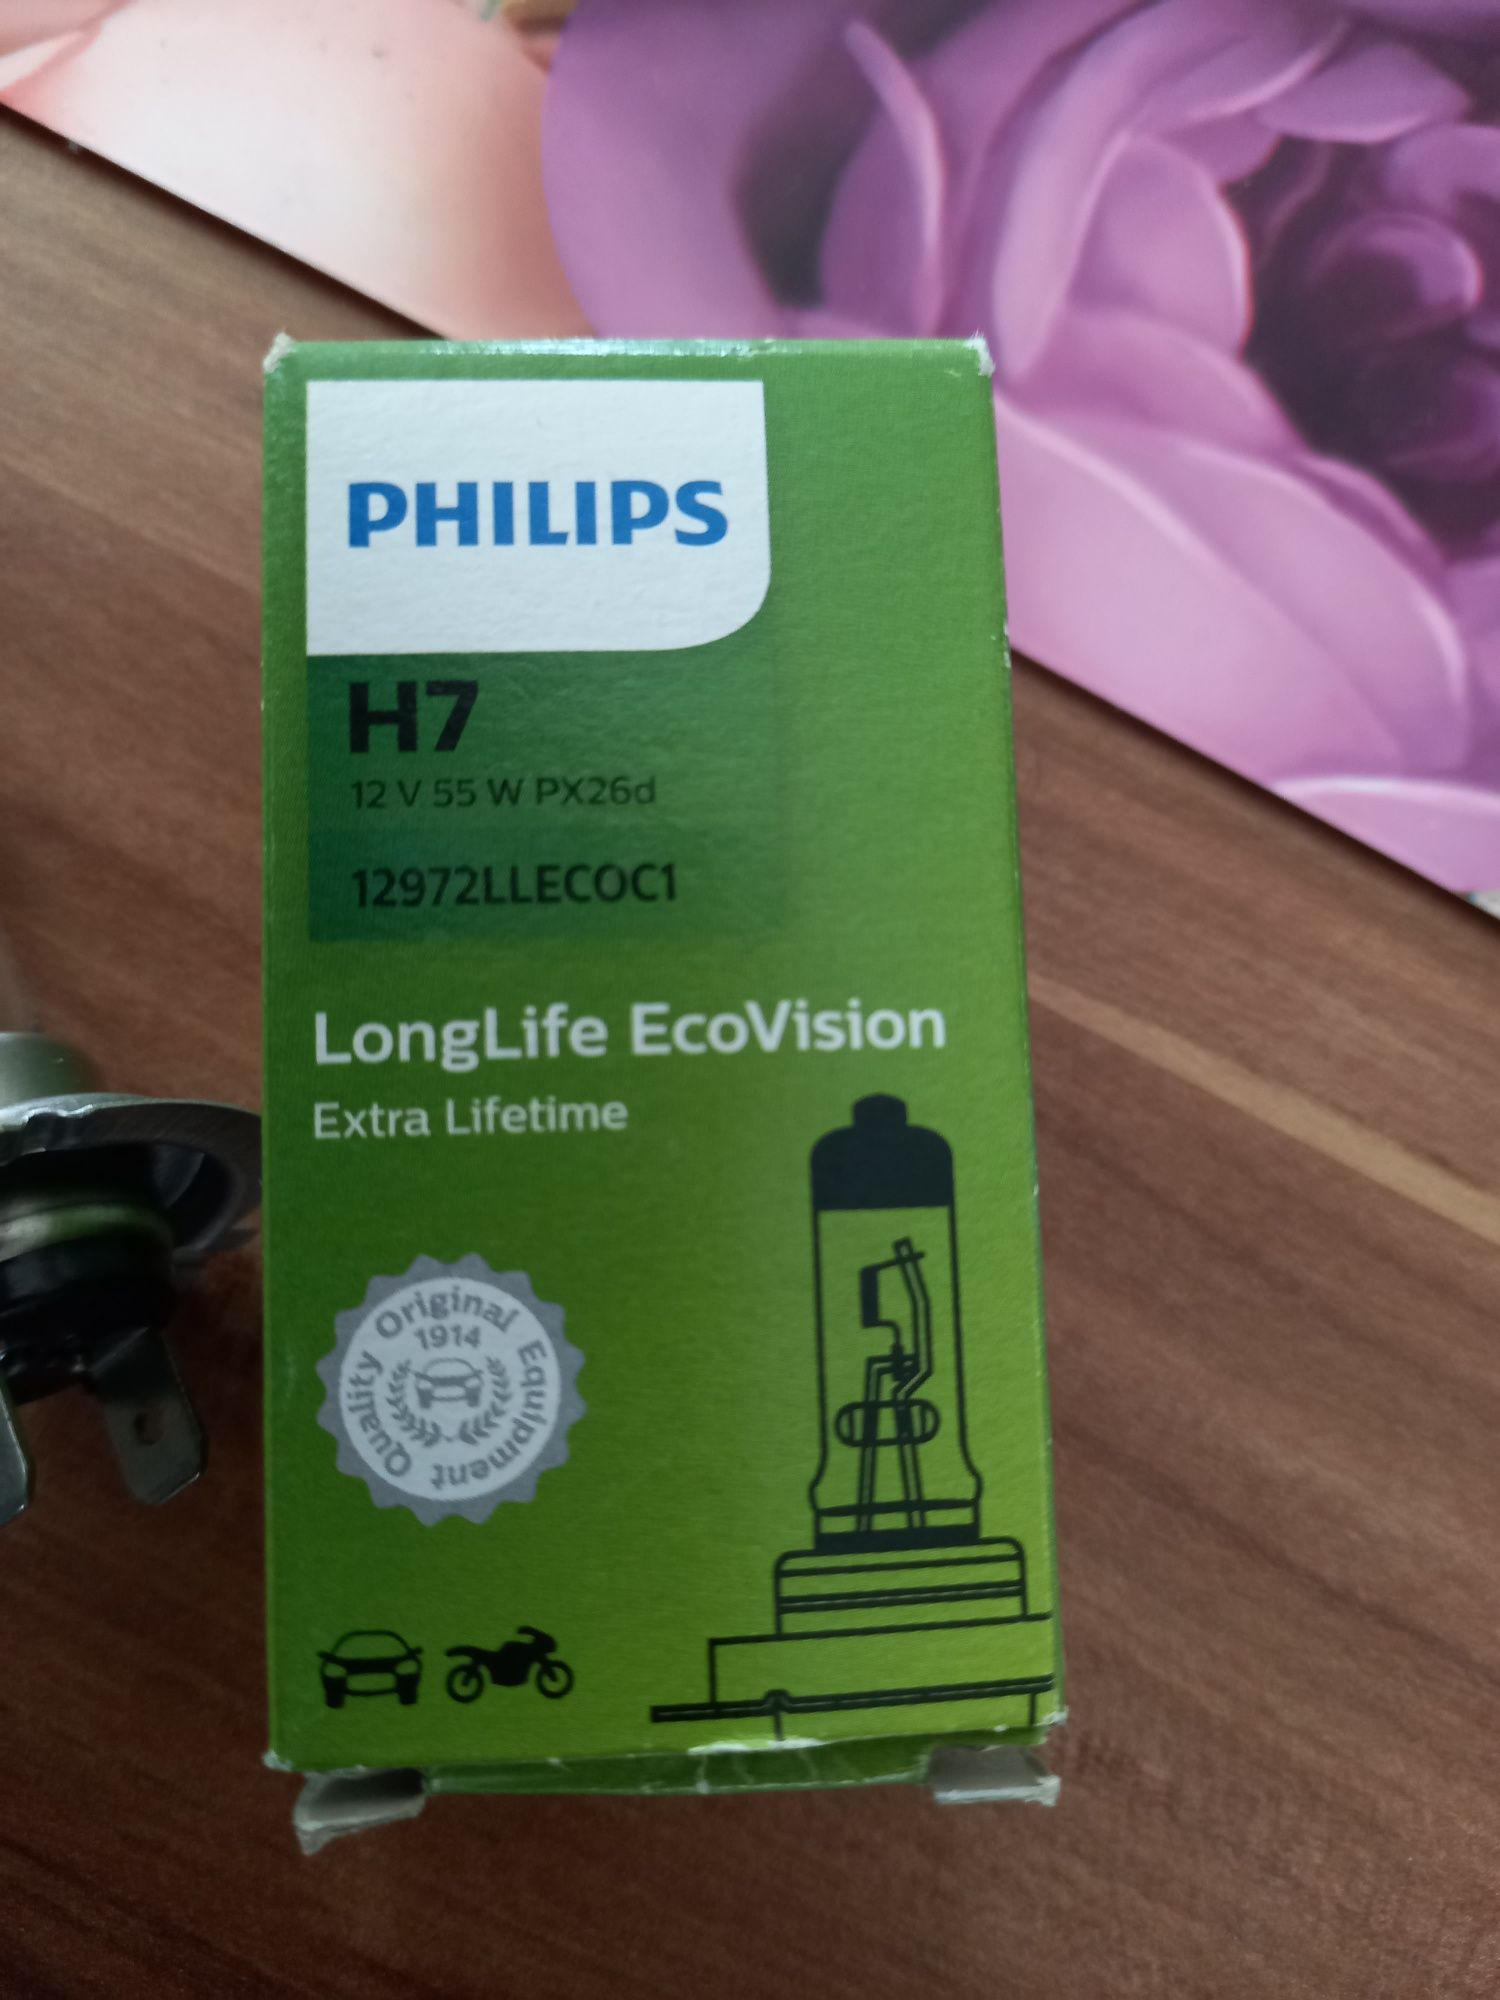 PHILIPS
H7
12 V 55 W PX26d
12972LLECOC1
LongLife EcoVision
Extra Lifetime
Original Equipment Quality
1914